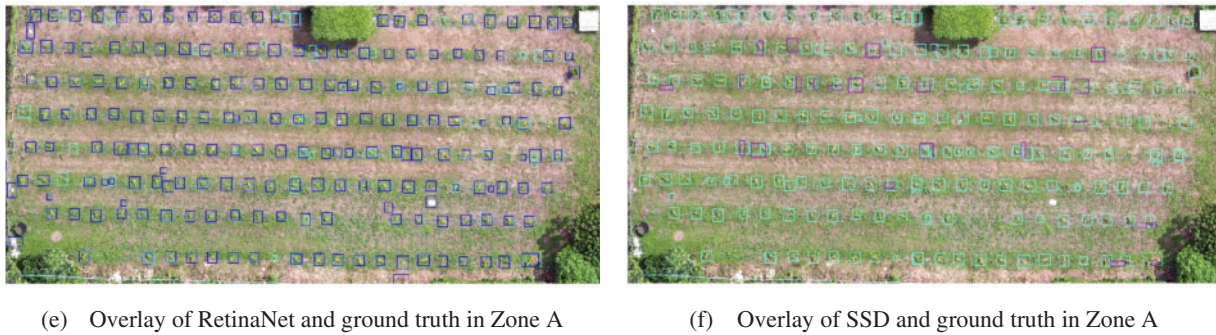 (e) Overlay of RetinaNet and ground truth in Zone A
(f) Overlay of SSD and ground truth in Zone A